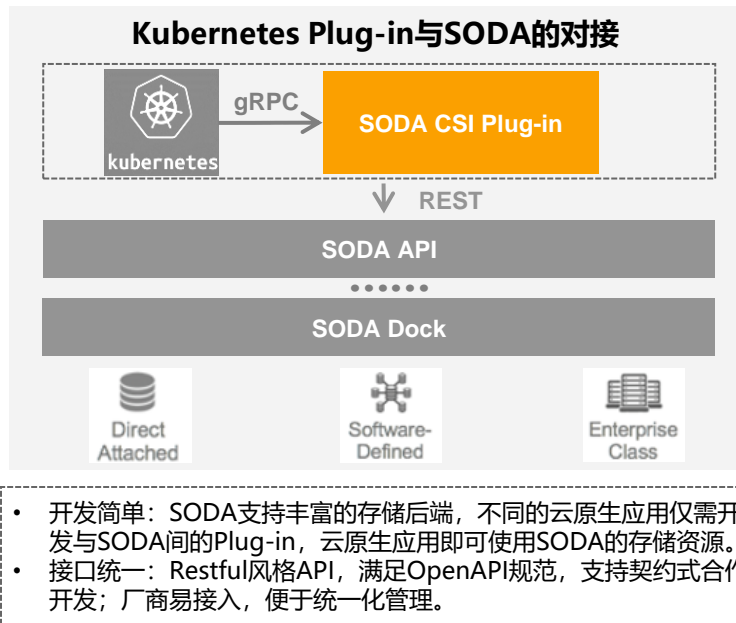 Kubernetes Plug-in与SODA的对接
gRPC
SODA CSI Plug-in
kubernetes
REST
SODA API
SODA Dock
Direct
Attached
Software-
Defined
Enterprise
Class
• 开发简单：SODA支持丰富的存储后端，不同的云原生应用仅需开
发与SODA间的Plug-in，云原生应用即可使用SODA的存储资源。
• 接口统一：Restful风格API，满足OpenAPI规范，支持契约式合作
开发；厂商易接入，便于统一化管理。